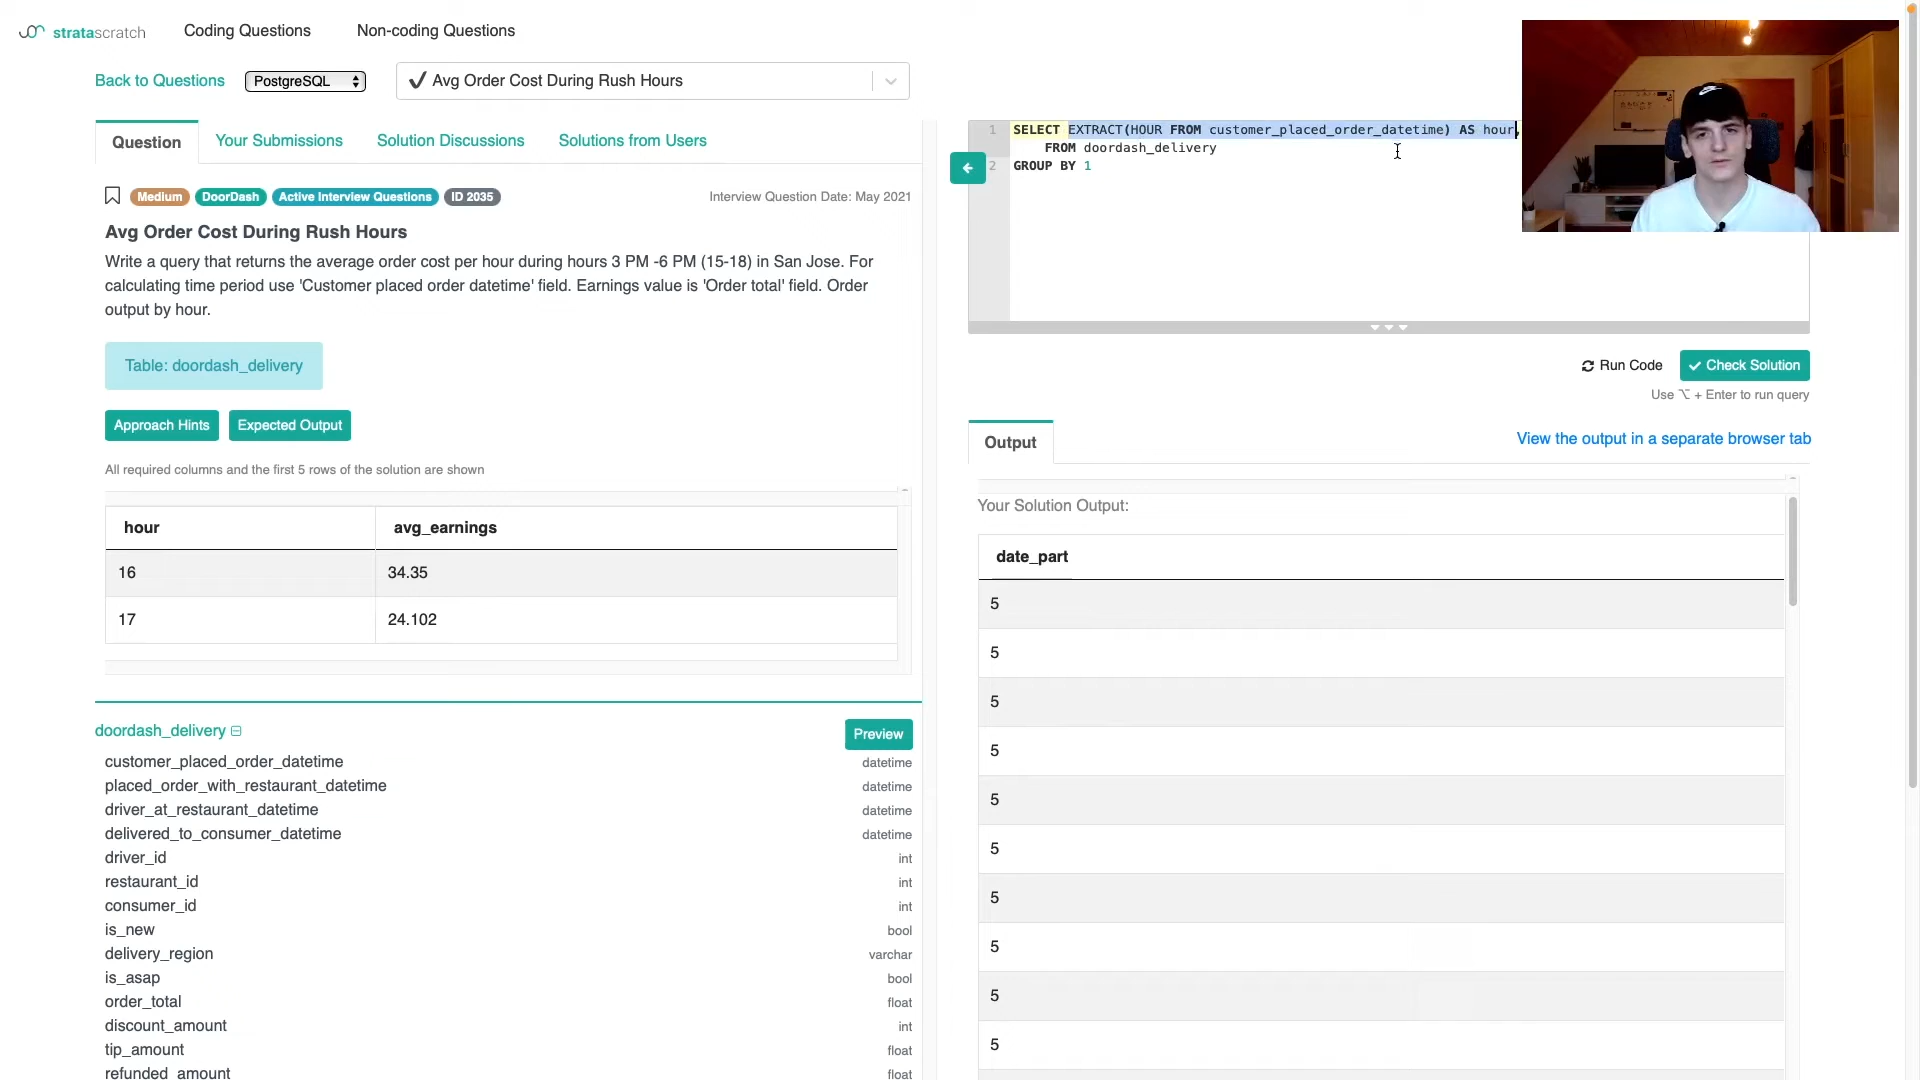 stratascratch
Coding Questions
Non-coding Questions
Back to Questions
PostgreSQL
Avg Order Cost During Rush Hours
Question
Your Submissions
Solution Discussions
Solutions from Users
Medium
DoorDash
Active Interview Questions
ID 2035
Interview Question Date: May 2021
Avg Order Cost During Rush Hours
Write a query that returns the average order cost per hour during hours 3 PM -6 PM (15-18) in San Jose. For
calculating time period use 'Customer placed order datetime' field. Earnings value is 'Order total' field. Order
output by hour.
Table: doordash_delivery
Approach Hints
Expected Output
All required columns and the first 5 rows of the solution are shown
hour avg_earnings
16 34.35
17 24.102
doordash_delivery
Preview
customer_placed_order_datetime datetime
placed_order_with_restaurant_datetime datetime
driver_at_restaurant_datetime datetime
delivered_to_consumer_datetime datetime
driver_id int
restaurant_id int
consumer_id int
is_new bool
delivery_region varchar
is_asap bool
order_total float
discount_amount int
tip_amount float
refunded_amount float
1 SELECT EXTRACT(HOUR FROM customer_placed_order_datetime) AS hour,
FROM doordash_delivery
2 GROUP BY 1
Run Code
Check Solution
Use ⌥ + Enter to run query
Output
View the output in a separate browser tab
Your Solution Output:
date_part
5
5
5
5
5
5
5
5
5
5